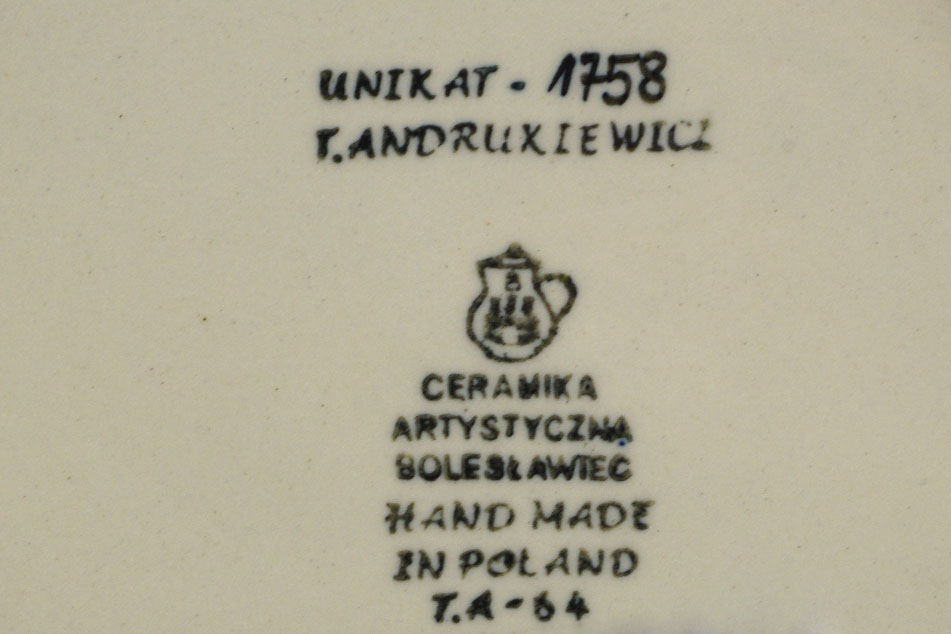 UNIKAT - 1758
T. ANDRUKIEWICZ
B
CERAMIKA
ARTYSTYCZNA
BOLESŁAWIEC
HAND MADE
IN POLAND
T.A-64